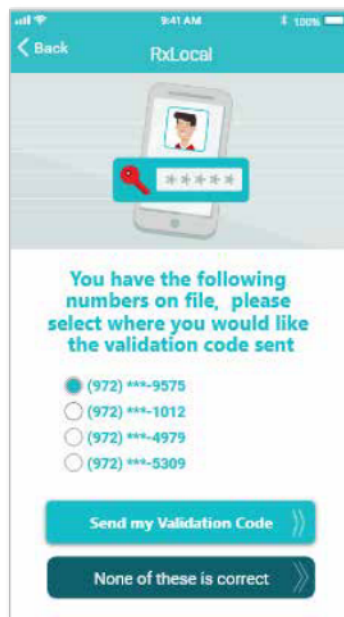 9:41 AM
100%
Back
RxLocal
*****
You have the following
numbers on file, please
select where you would like
the validation code sent
(972) ***-9575
(972) ***-1012
(972) ***-4979
(972) ***-5309
Send my Validation Code
None of these is correct